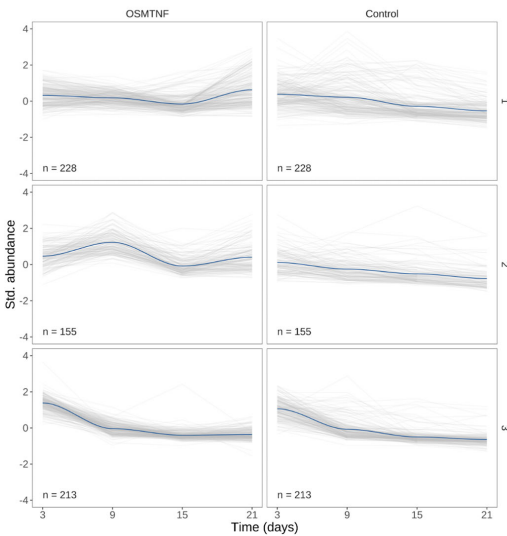 OSMTNF Control
4
2
0
-2
-4
n = 228 n = 228
1
4
2
0
-2
-4
n = 155 n = 155
2
4
2
0
-2
-4
n = 213 n = 213
3
Std. abundance
3 9 15 21 3 9 15 21
Time (days)